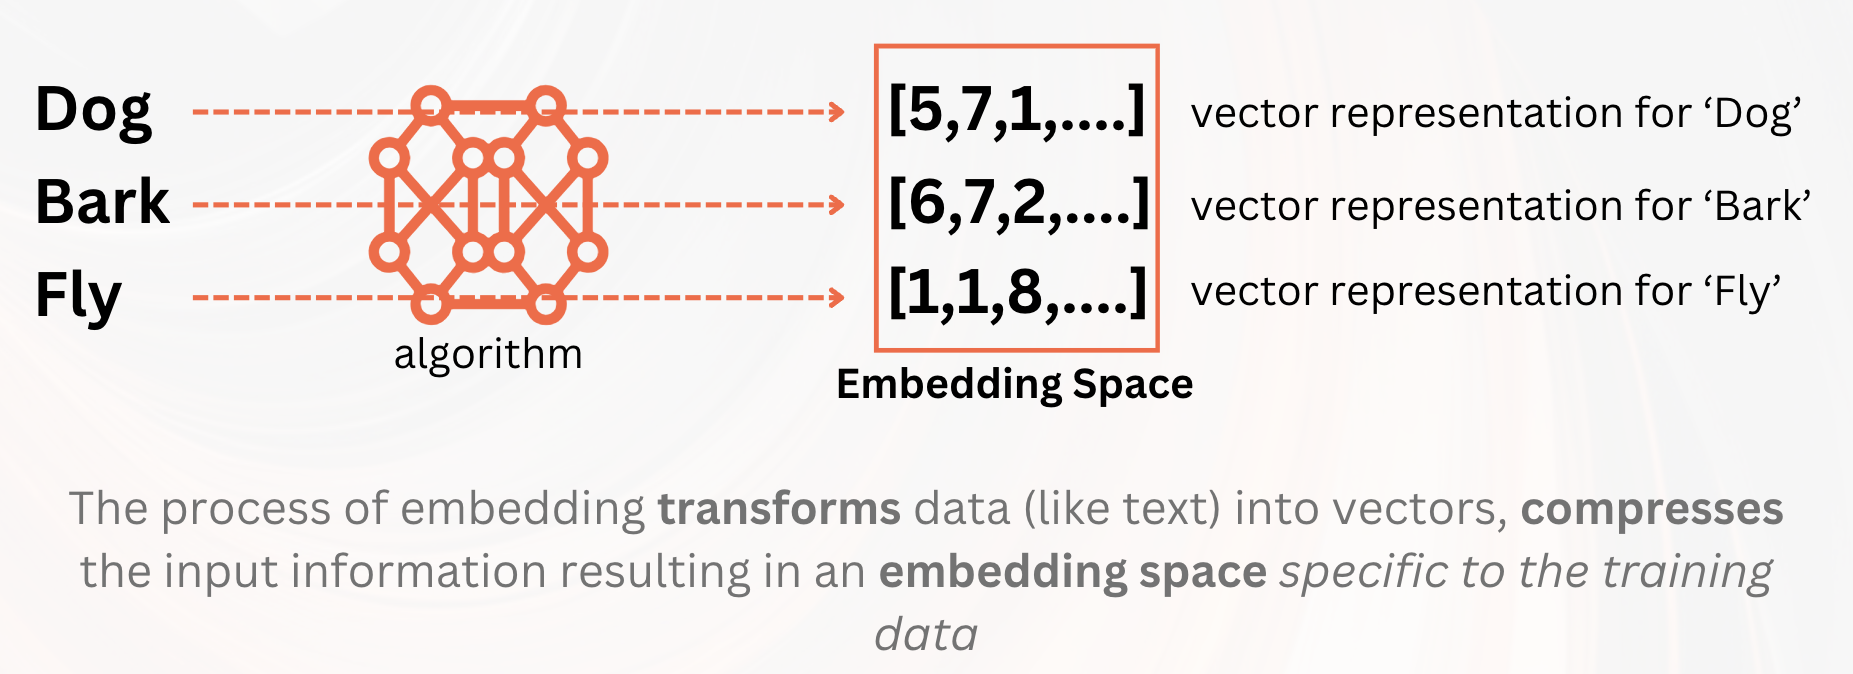 Dog [5,7,1,....] vector representation for ‘Dog’
Bark [6,7,2,....] vector representation for ‘Bark’
Fly [1,1,8,....] vector representation for ‘Fly’
algorithm
Embedding Space
The process of embedding transforms data (like text) into vectors, compresses
the input information resulting in an embedding space specific to the training
data